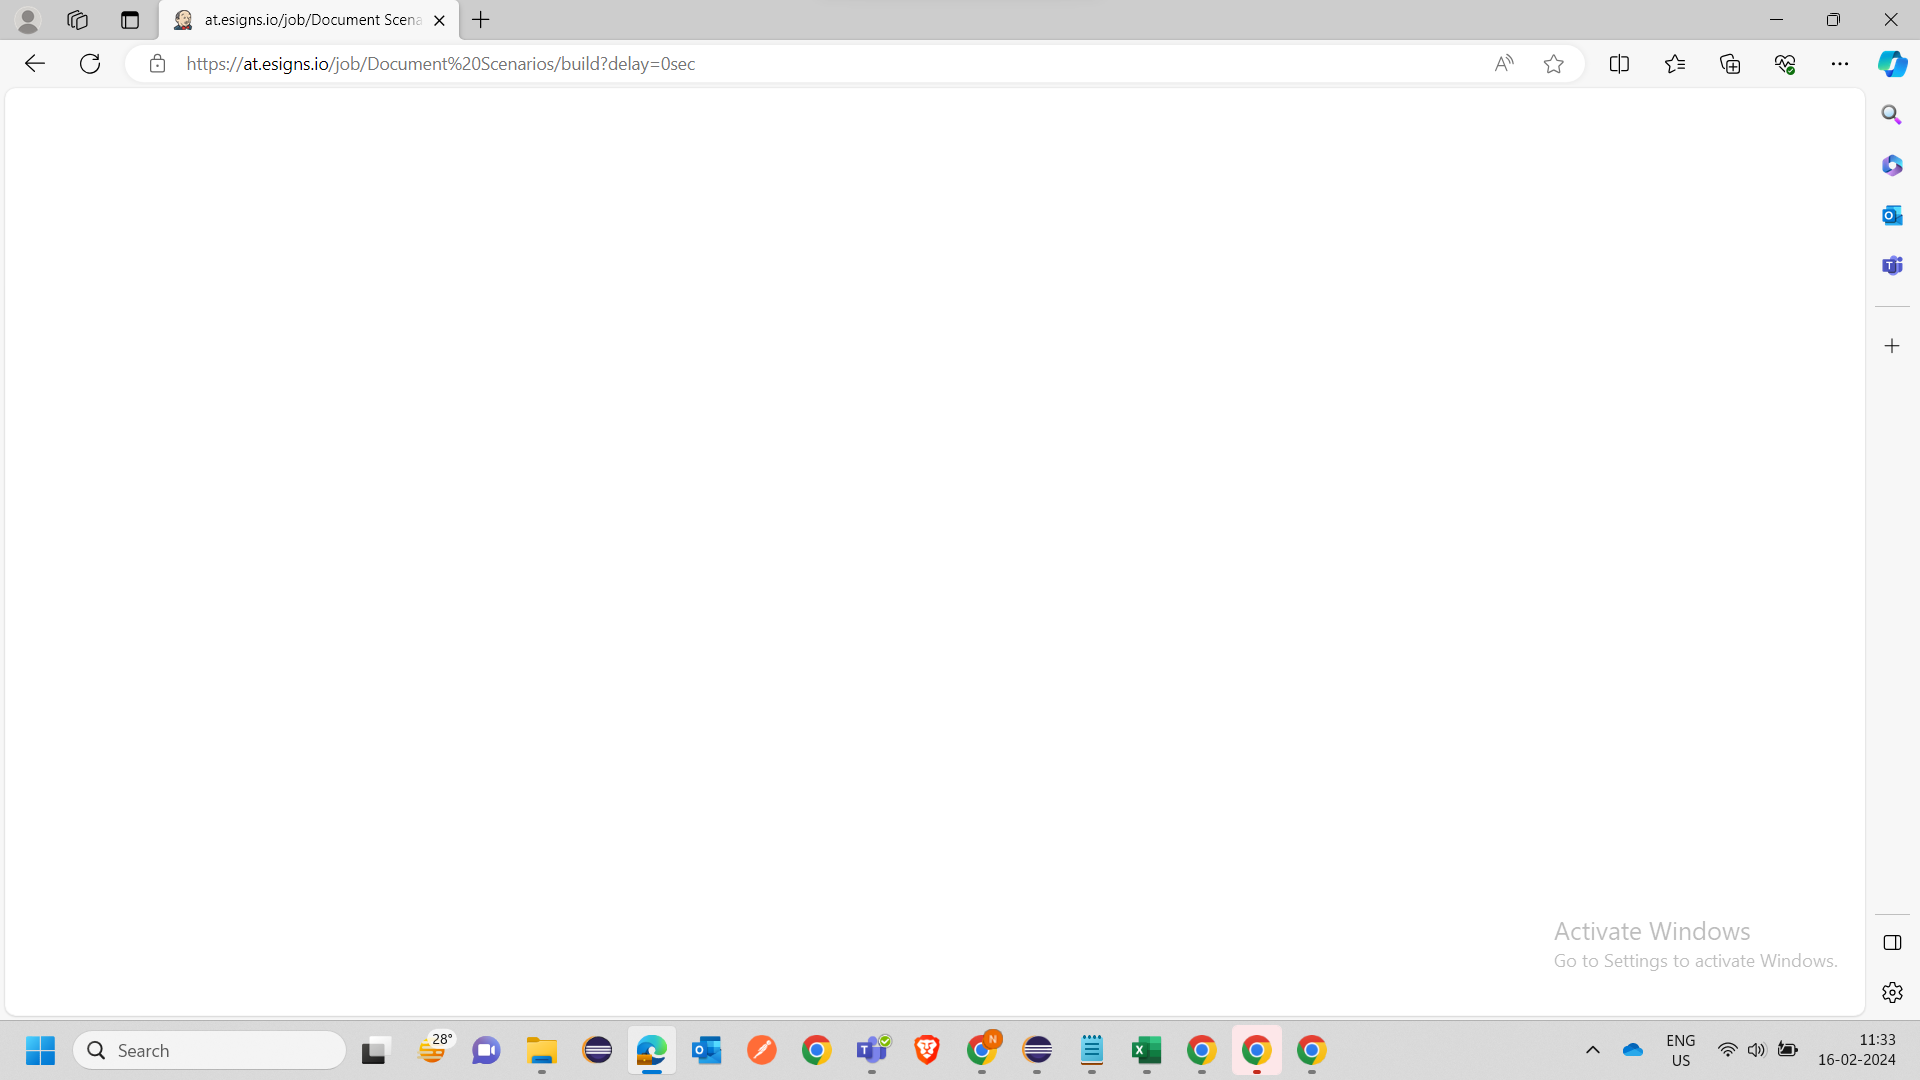 at.esigns.io/job/Document Scena
https://at.esigns.io/job/Document%20Scenarios/build?delay=0sec
Activate Windows
Go to Settings to activate Windows.
Search
28°
N
ENG
US
11:33
16-02-2024